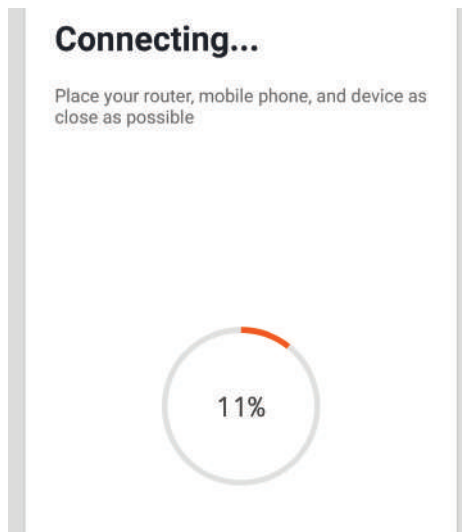 Connecting...
Place your router, mobile phone, and device as
close as possible
11%